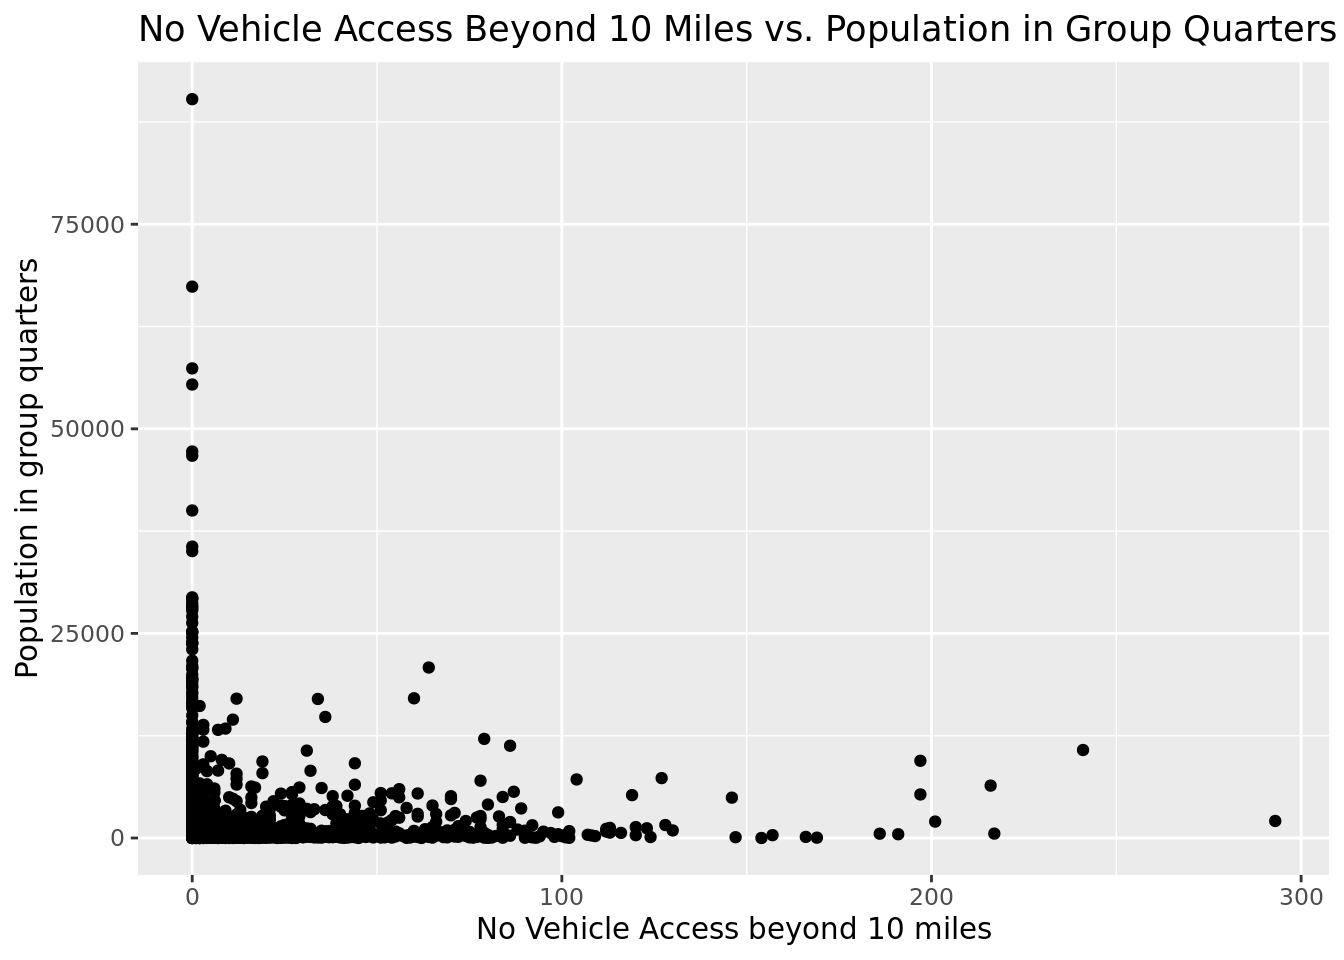 No Vehicle Access Beyond 10 Miles vs. Population in Group Quarters
Population in group quarters
75000
50000
25000
0
0
100
200
300
No Vehicle Access beyond 10 miles